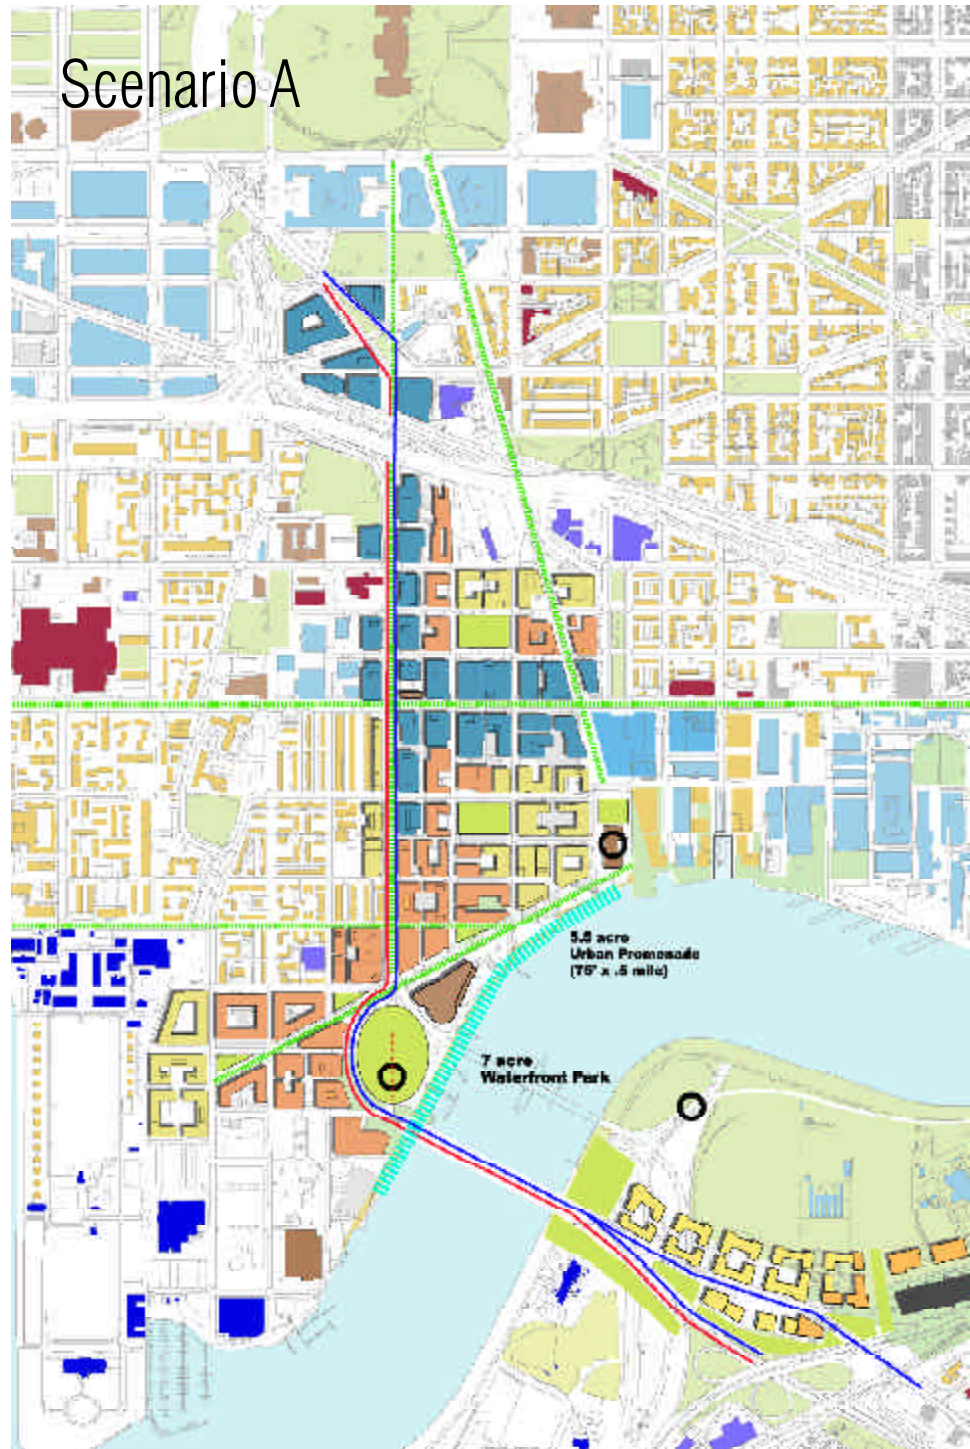 Scenario A
5.5 acre
Urban Promenade
(75' x .5 mile)
7 acre
Waterfront Park